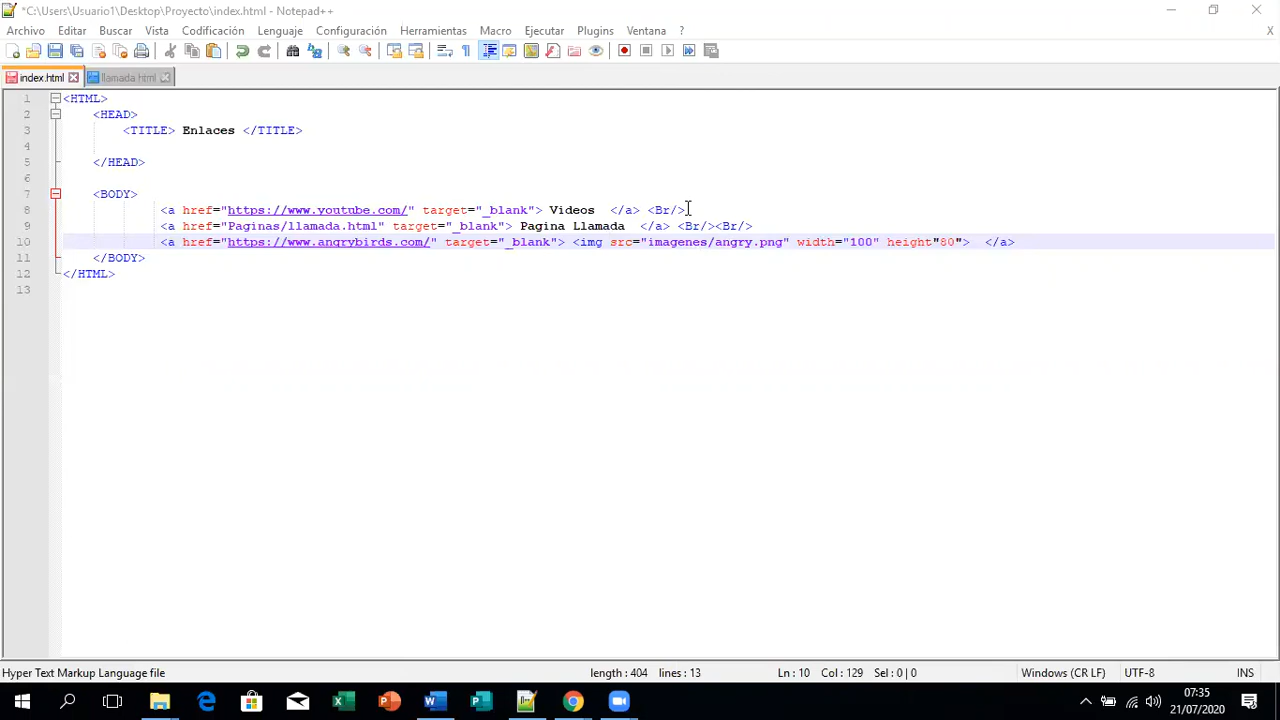 *C:\Users\Usuario1\Desktop\Proyecto\index.html - Notepad++
Archivo Editar Buscar Vista Codificación Lenguaje Configuración Herramientas Macro Ejecutar Plugins Ventana ? X
index.html llamada.html
1 <HTML>
2 <HEAD>
3 <TITLE> Enlaces </TITLE>
4
5 </HEAD>
6
7 <BODY>
8 <a href="https://www.youtube.com/" target="_blank"> Videos </a> <Br/>
9 <a href="Paginas/llamada.html" target="_blank"> Pagina Llamada </a> <Br/><Br/>
10 <a href="https://www.angrybirds.com/" target="_blank"> <img src="imagenes/angry.png" width="100" height"80"> </a>
11 </BODY>
12 </HTML>
13
Hyper Text Markup Language file length : 404 lines : 13 Ln : 10 Col : 129 Sel : 0 | 0 Windows (CR LF) UTF-8 INS
07:35
21/07/2020